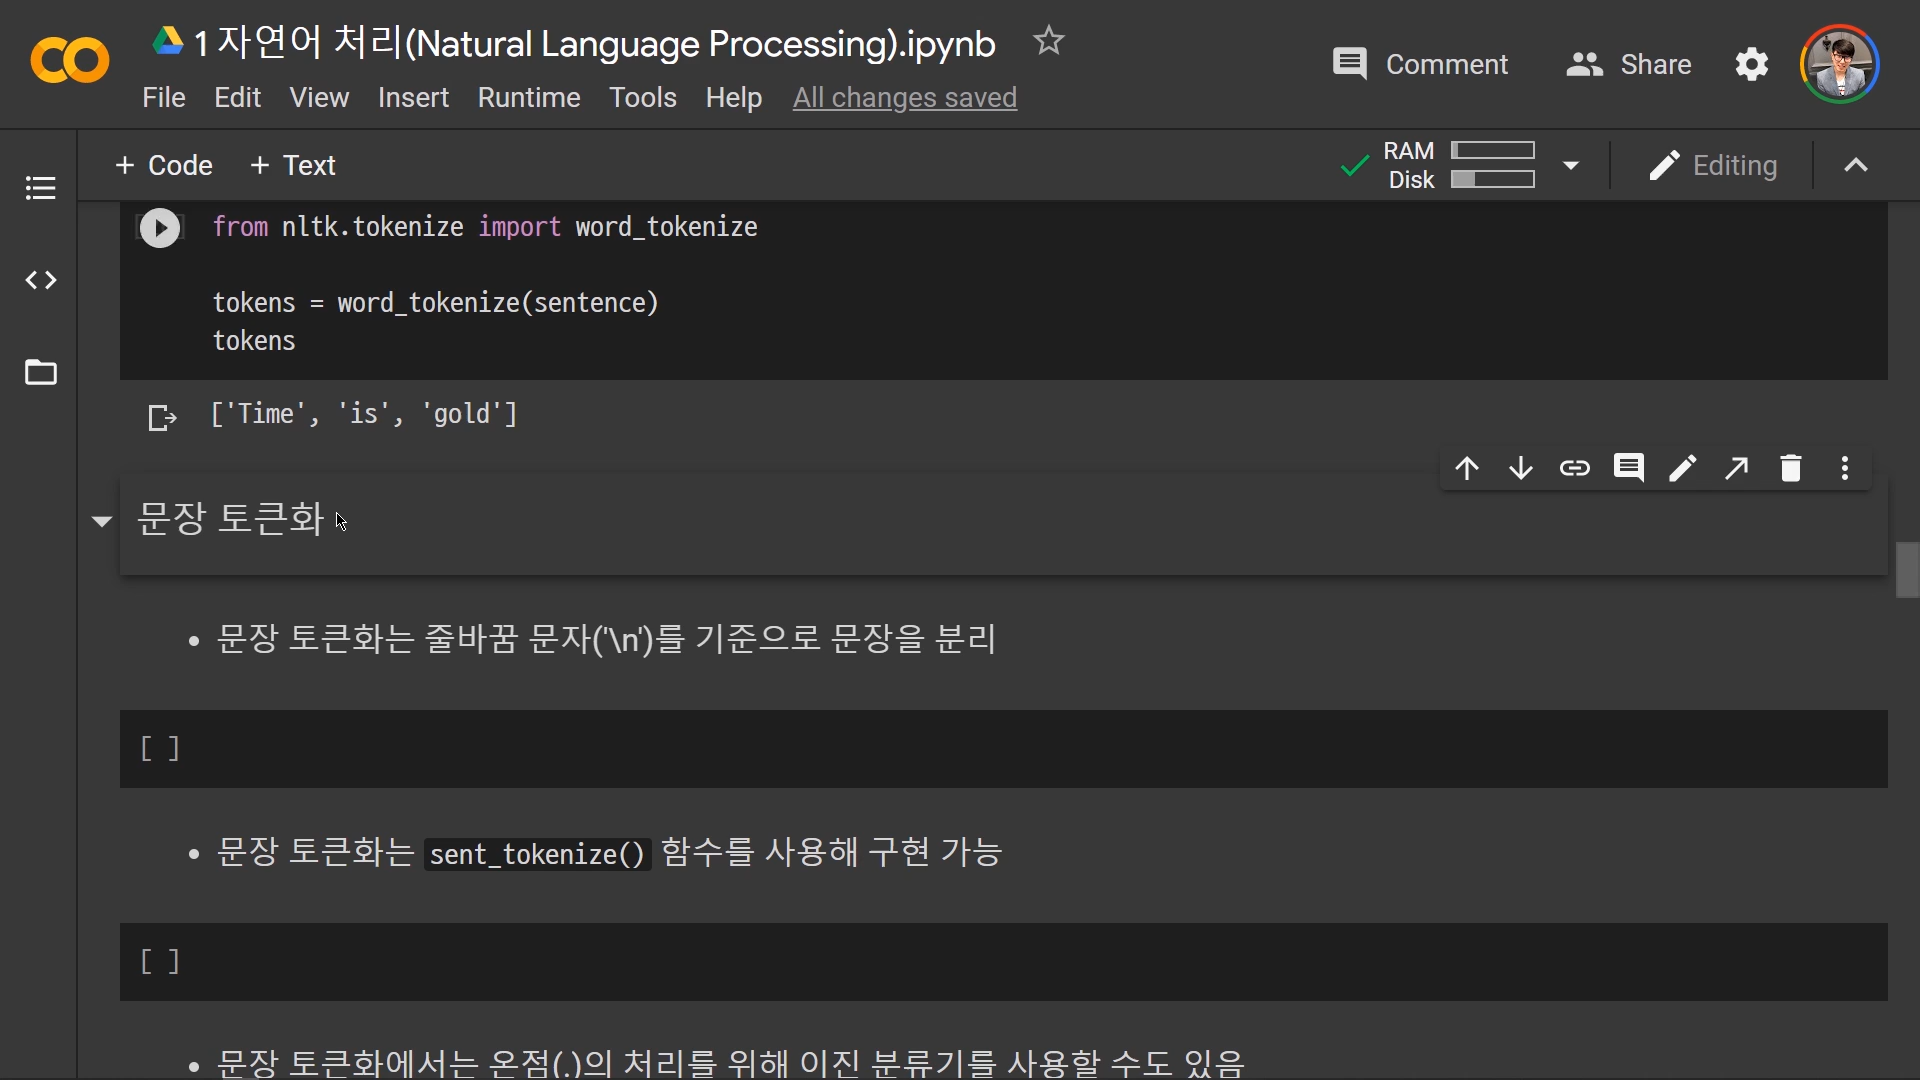 1 자연어 처리(Natural Language Processing).ipynb
Comment
Share
File Edit View Insert Runtime Tools Help All changes saved
+ Code + Text
RAM
Disk
Editing
from nltk.tokenize import word_tokenize
tokens = word_tokenize(sentence)
tokens
['Time', 'is', 'gold']
문장 토큰화
• 문장 토큰화는 줄바꿈 문자('\n')를 기준으로 문장을 분리
[ ]
• 문장 토큰화는 sent_tokenize() 함수를 사용해 구현 가능
[ ]
• 문장 토큰화에서는 온점(.)의 처리를 위해 이진 분류기를 사용할 수도 있음